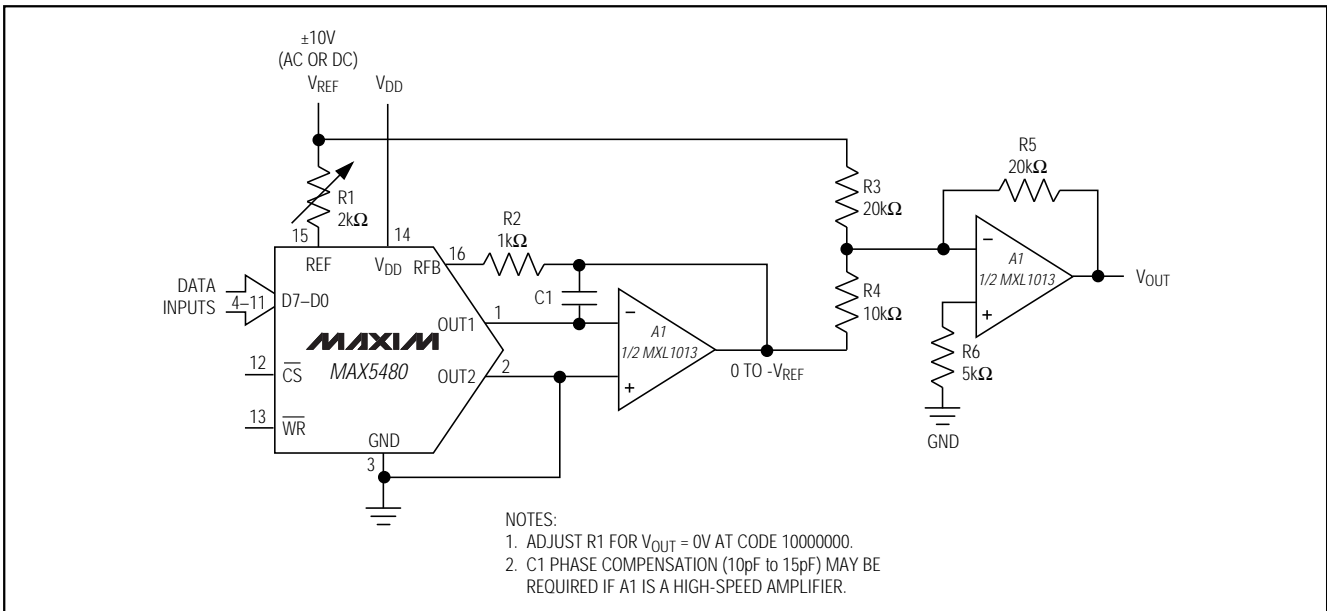 ±10V
(AC OR DC)
VREF
VDD
R1
2kΩ
15
14
REF
VDD
16
RFB
R2
1kΩ
C1
DATA
INPUTS
4–11
D7–D0
MAXIM
MAX5480
OUT1
1
OUT2
2
12
CS
13
WR
GND
3
−
+
A1
1/2 MXL1013
0 TO -VREF
R3
20kΩ
R4
10kΩ
R5
20kΩ
−
+
A1
1/2 MXL1013
VOUT
R6
5kΩ
GND
NOTES:
1. ADJUST R1 FOR VOUT = 0V AT CODE 10000000.
2. C1 PHASE COMPENSATION (10pF to 15pF) MAY BE
REQUIRED IF A1 IS A HIGH-SPEED AMPLIFIER.